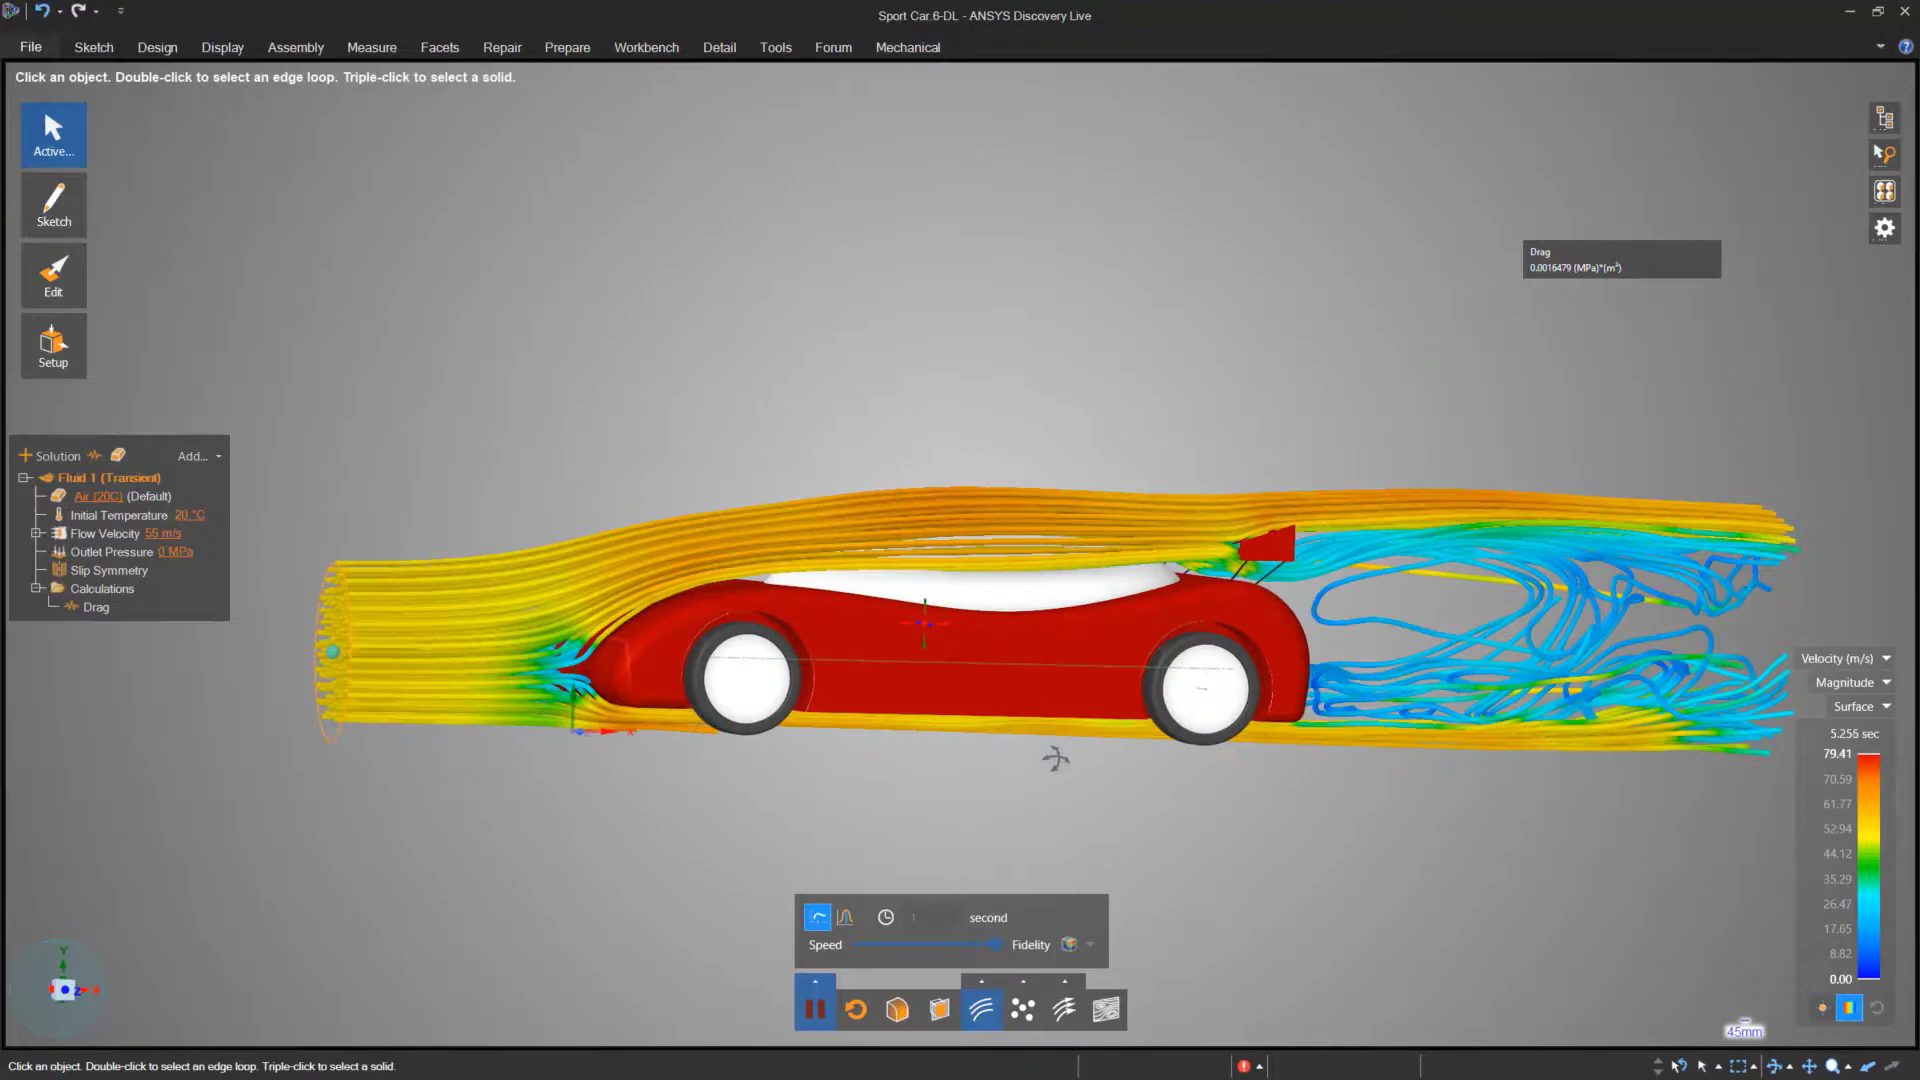 Sport Car.6-DL - ANSYS Discovery Live
File Sketch Design Display Assembly Measure Facets Repair Prepare Workbench Detail Tools Forum Mechanical
Click an object. Double-click to select an edge loop. Triple-click to select a solid.
Active...
Sketch
Edit
Setup
Drag
0.0016479 (MPa)*(m²)
Solution Add...
Fluid 1 (Transient)
Air (20C) (Default)
Initial Temperature 20 °C
Flow Velocity 55 m/s
Outlet Pressure 0 MPa
Slip Symmetry
Calculations
Drag
Velocity (m/s)
Magnitude
Surface
5.256 sec
79.41
70.59
61.77
52.94
44.12
35.29
26.47
17.65
8.82
0.00
1 second
Speed Fidelity
X
Y
Z
X
45mm
Click an object. Double-click to select an edge loop. Triple-click to select a solid.